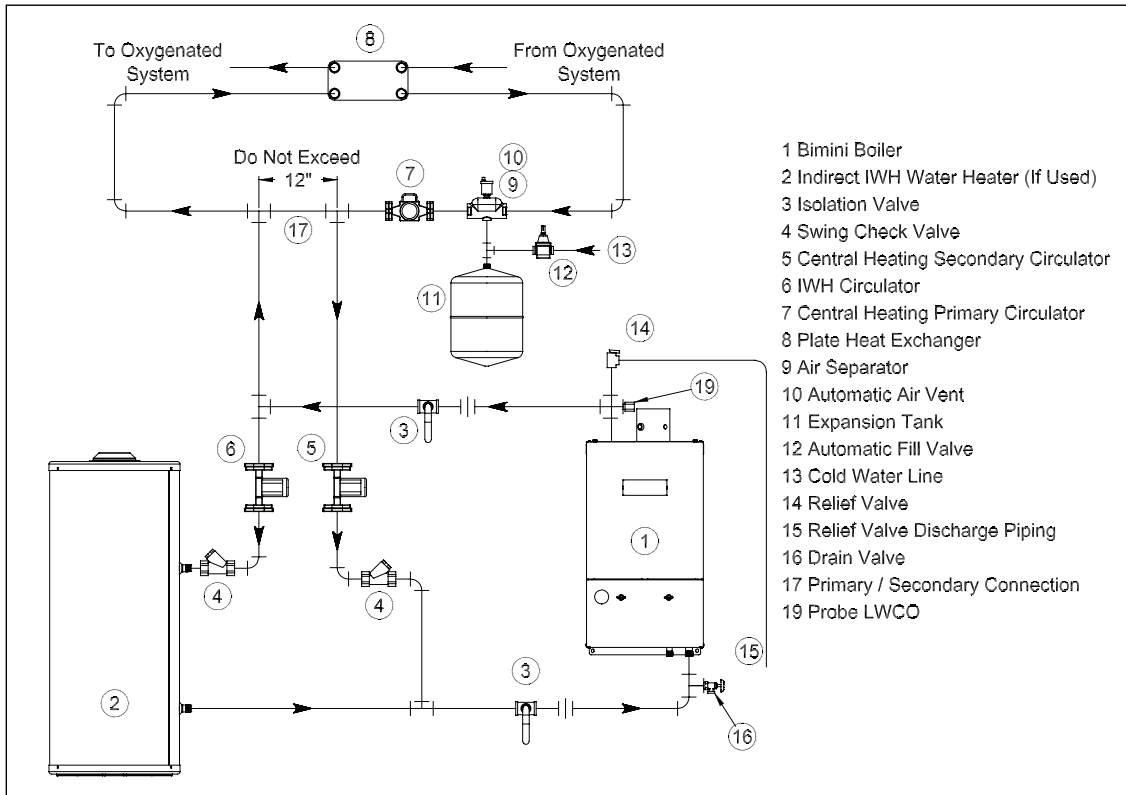 8
To Oxygenated
System
From Oxygenated
System
Do Not Exceed
12"
7
10
9
17
13
12
11
14
19
3
6
5
1
4
4
15
3
2
16
1 Bimini Boiler
2 Indirect IWH Water Heater (If Used)
3 Isolation Valve
4 Swing Check Valve
5 Central Heating Secondary Circulator
6 IWH Circulator
7 Central Heating Primary Circulator
8 Plate Heat Exchanger
9 Air Separator
10 Automatic Air Vent
11 Expansion Tank
12 Automatic Fill Valve
13 Cold Water Line
14 Relief Valve
15 Relief Valve Discharge Piping
16 Drain Valve
17 Primary / Secondary Connection
19 Probe LWCO